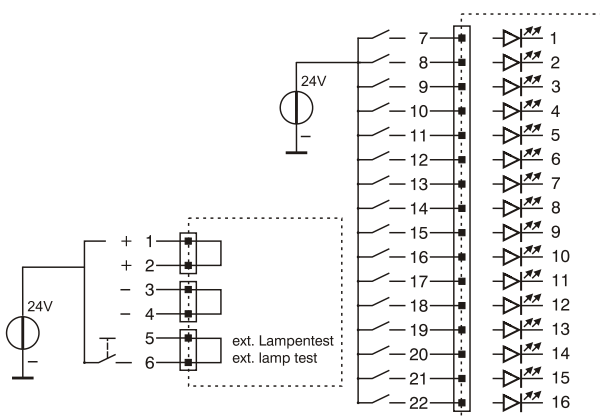 7 1
24V 8 2
9 3
10 4
− 11 5
12 6
13 7
14 8
15 9
+ 1 16 10
+ 2 17 11
− 3 18 12
24V − 4 19 13
5 ext. Lampentest 20 14
− 6 ext. lamp test 21 15
22 16